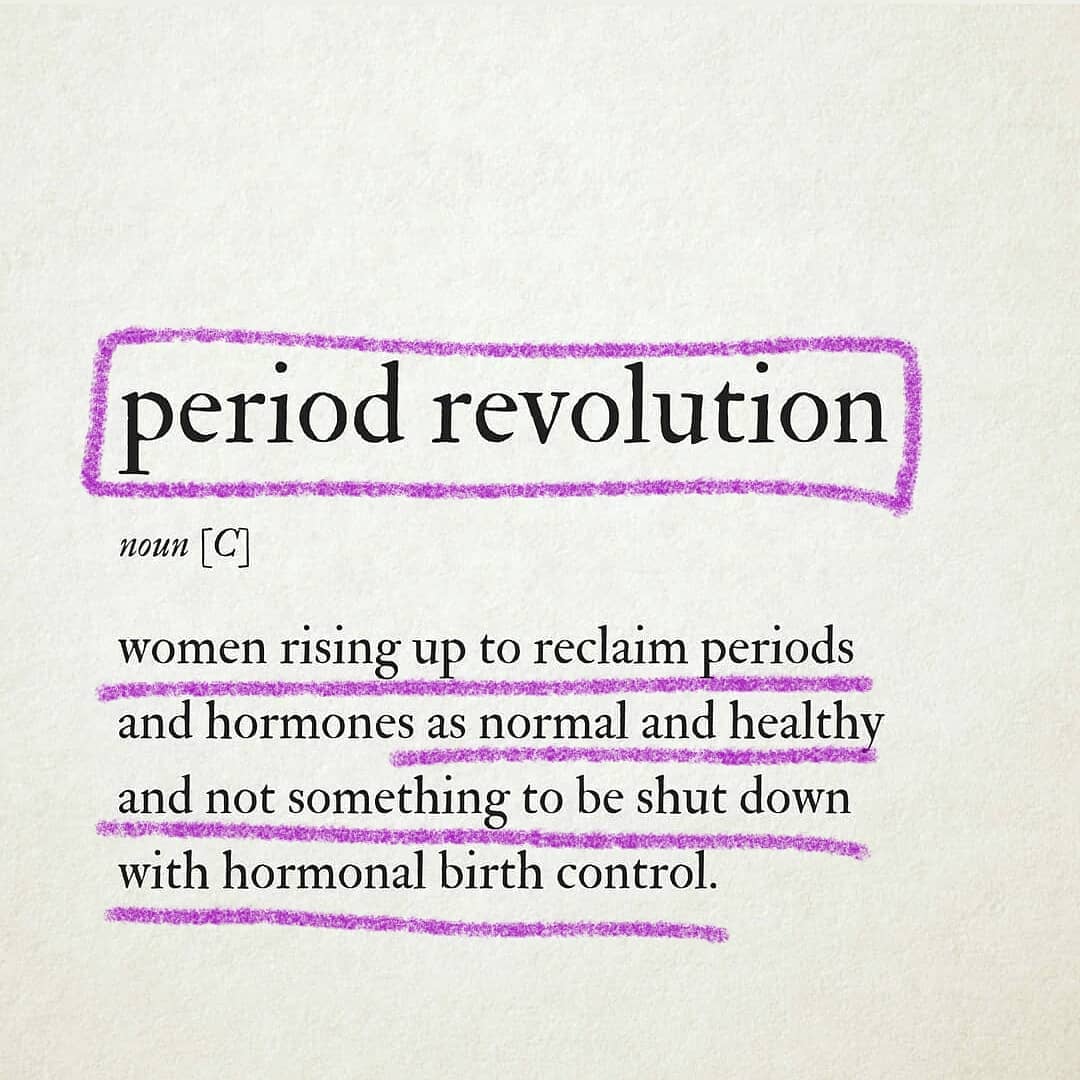 period revolution
noun [C]
women rising up to reclaim periods
and hormones as normal and healthy
and not something to be shut down
with hormonal birth control.